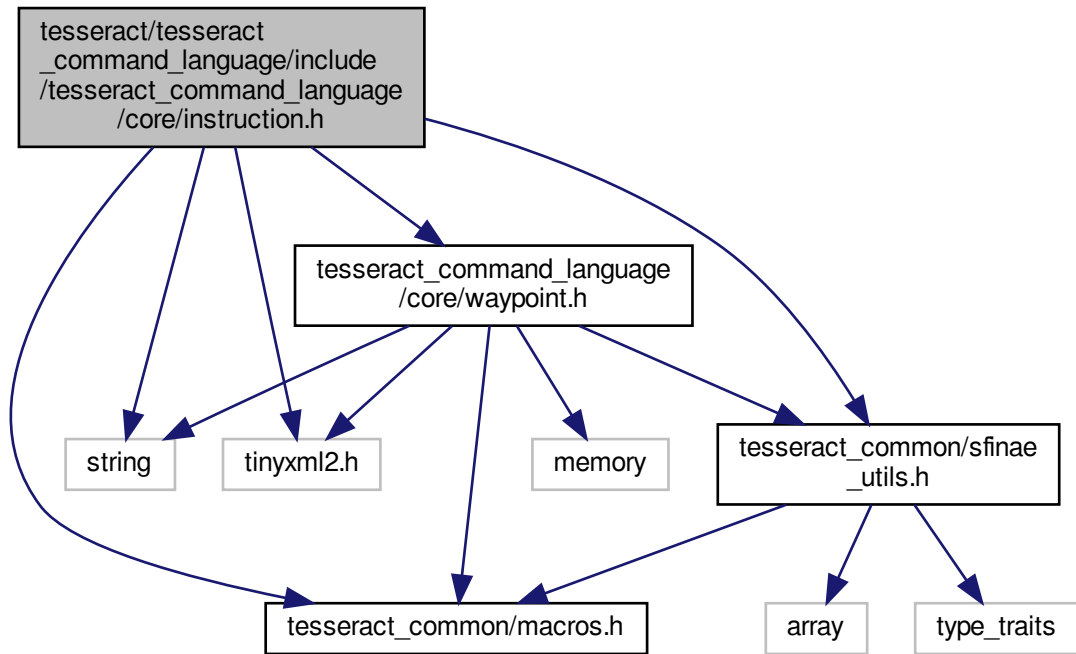 tesseract/tesseract
_command_language/include
/tesseract_command_language
/core/instruction.h
tesseract_command_language
/core/waypoint.h
string
tinyxml2.h
memory
tesseract_common/sfinae
_utils.h
tesseract_common/macros.h
array
type_traits